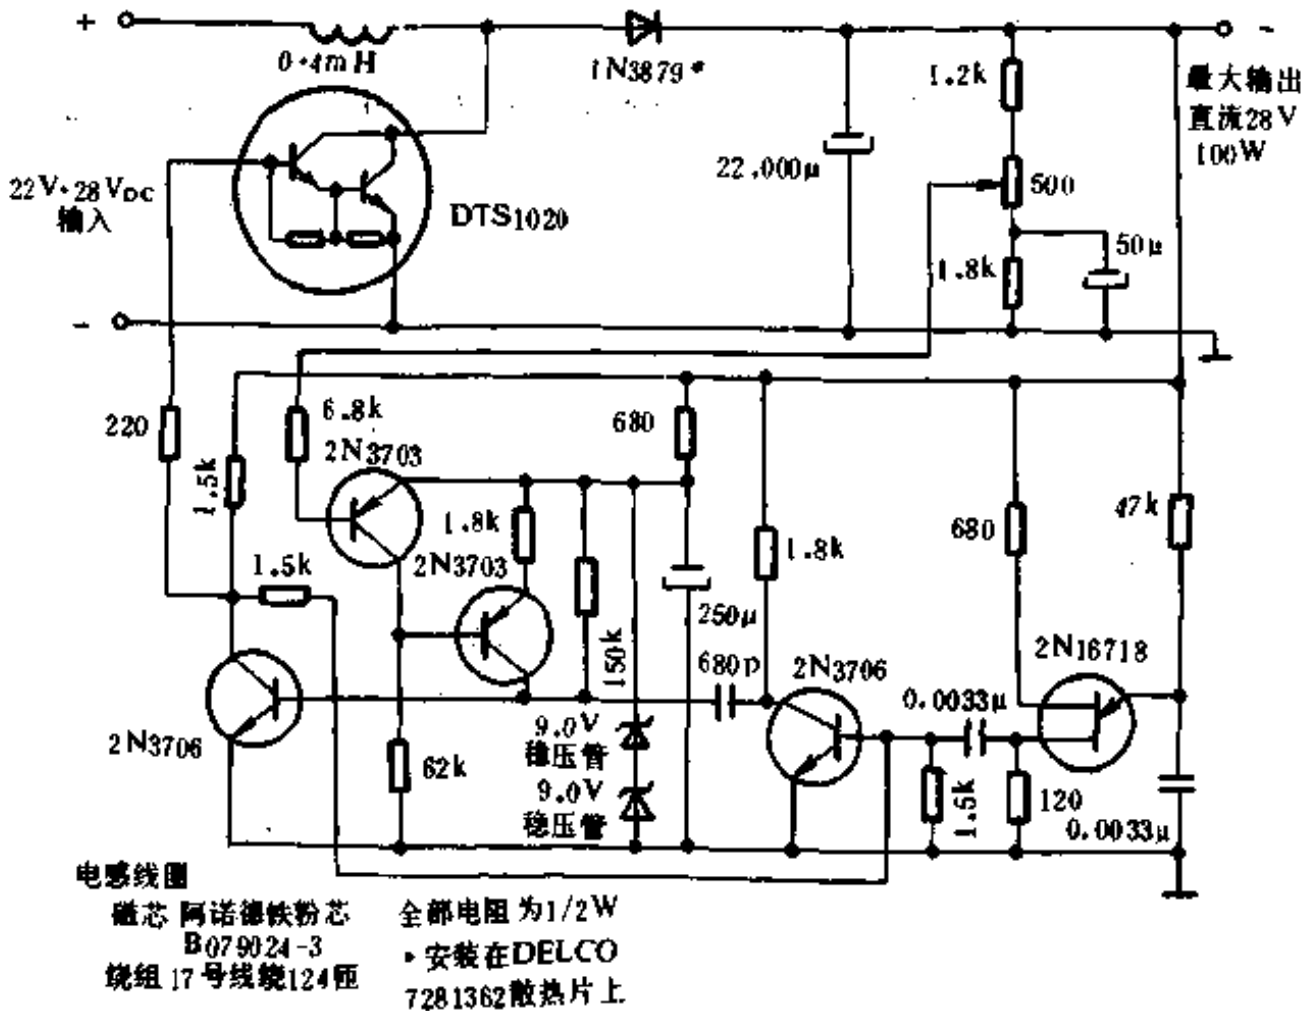 +
0.4mH
1N3879*
-
最大输出
直流28V
100W
1.2k
22.000μ
500
22V·28VDC
输入
DTS1020
50μ
1.8k
-
220
1.5k
6.8k
2N3703
680
1.8k
2N3703
1.5k
150k
250μ
1.8k
680
47k
680p
2N3706
2N16718
0.0033μ
2N3706
62k
9.0V
稳压管
9.0V
稳压管
1.5k
120
0.0033μ
电感线圈
磁芯 阿诺德铁粉芯
B079024-3
绕组 17号线绕124匝
全部电阻为1/2W
* 安装在DELCO
7281362散热片上